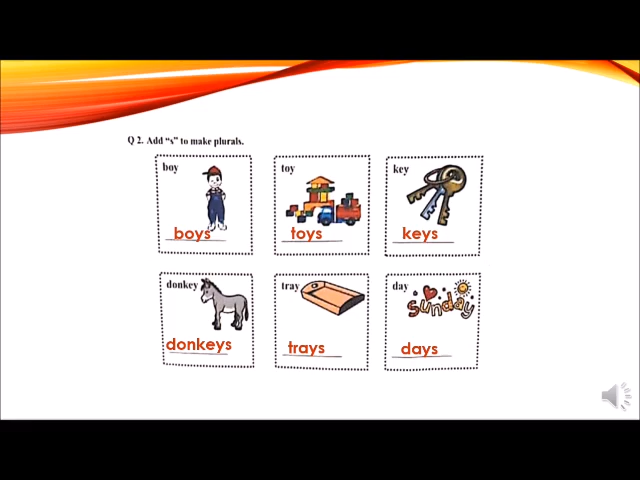 Q 2. Add "s" to make plurals.
boy
boys
toy
toys
key
keys
donkey
donkeys
tray
trays
day
sunday
days